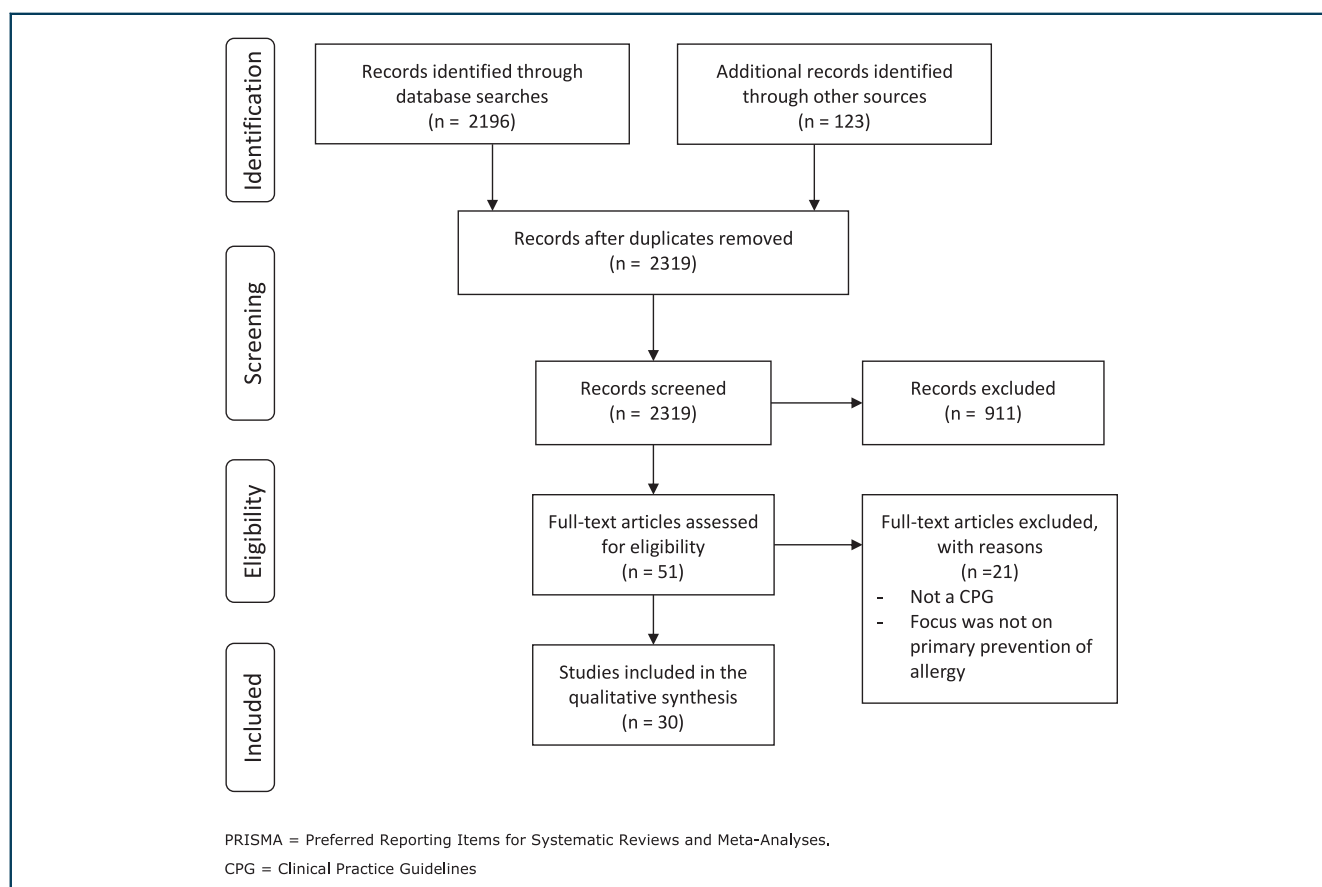 Identification
Records identified through
database searches
(n = 2196)
Additional records identified
through other sources
(n = 123)
Screening
Records after duplicates removed
(n = 2319)
Records screened
(n = 2319)
Records excluded
(n = 911)
Eligibility
Full-text articles assessed
for eligibility
(n = 51)
Full-text articles excluded,
with reasons
(n =21)
- Not a CPG
- Focus was not on
primary prevention of
allergy
Included
Studies included in the
qualitative synthesis
(n = 30)
PRISMA = Preferred Reporting Items for Systematic Reviews and Meta-Analyses.
CPG = Clinical Practice Guidelines